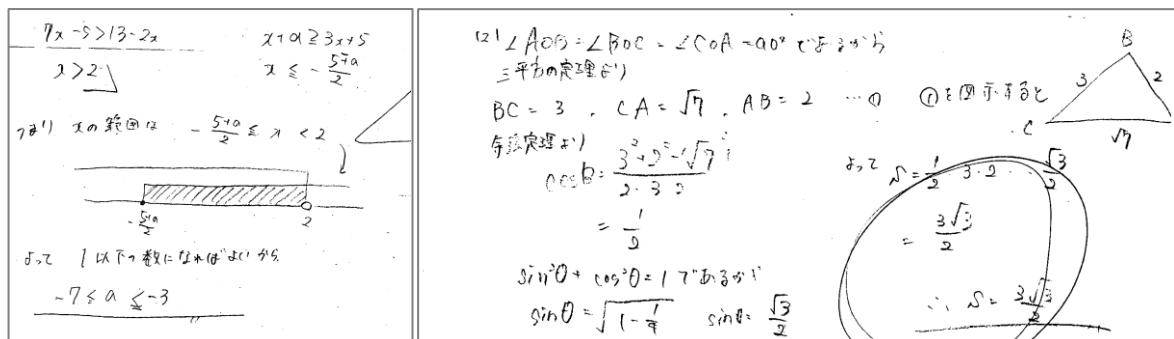 7x-5>13-2x
x>2
x+a≧3x+5
x≦-(5+a)/2
つまり xの範囲は -(5+a)/2≦x<2
-(5+a)/2
2
よって 1以下の数になればよいから
-7≦a≦-3
(2) ∠AOB=∠BOC=∠COA=90°であるから
三平方の定理より
BC=3, CA=√7, AB=2 …①
①を図示すると
B
3
2
C
√7
余弦定理より
cosB=(3²+2²-(√7)²)/(2・3・2)
=1/2
sin²θ+cos²θ=1であるから
sinθ=√(1-1/4) sinθ=√3/2
よって S=1/2・3・2・√3/2
=3√3/2
∴ S=3√3/2